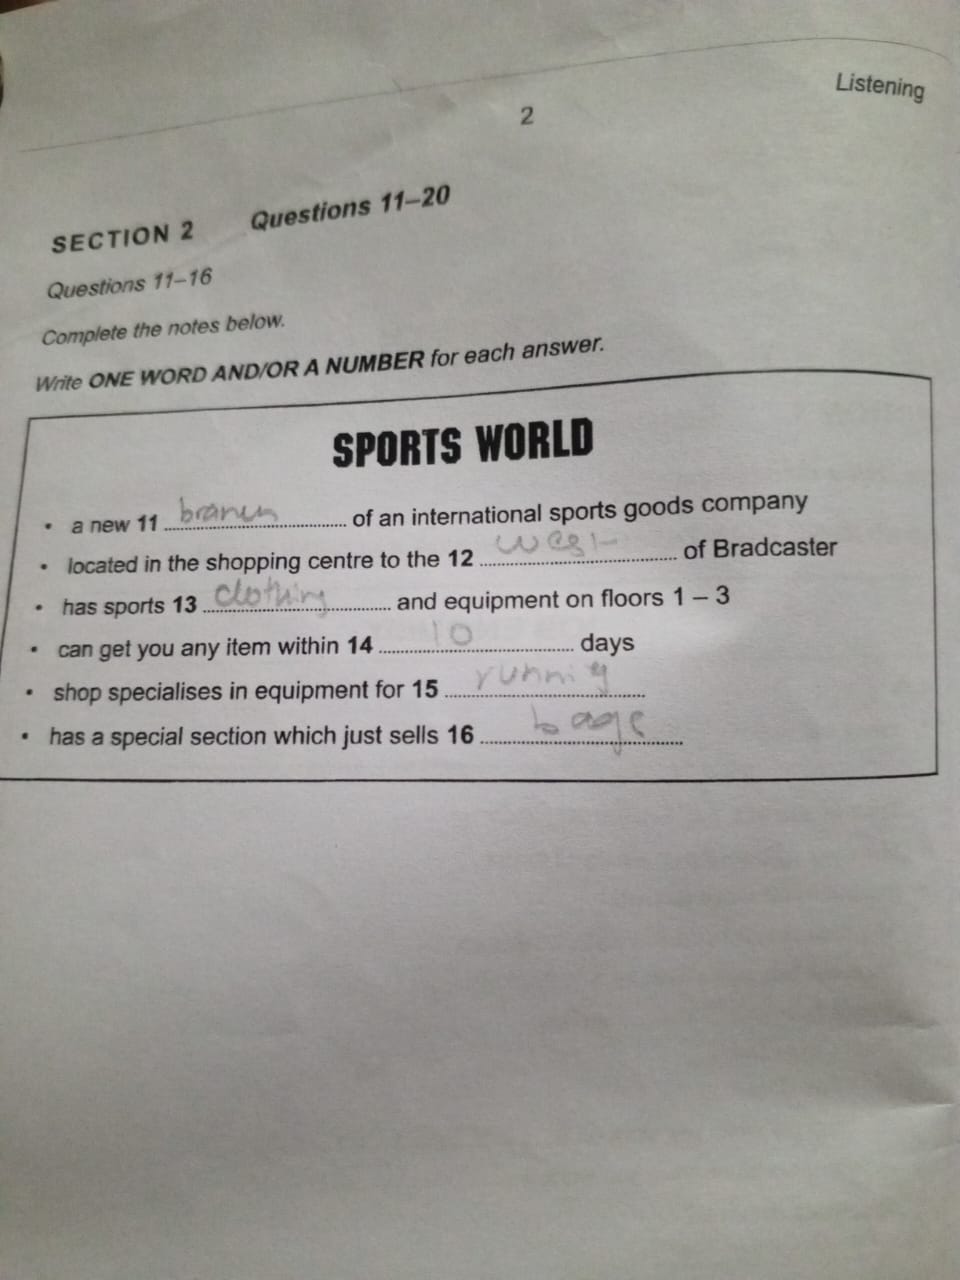 Listening
2
SECTION 2 Questions 11–20
Questions 11–16
Complete the notes below.
Write ONE WORD AND/OR A NUMBER for each answer.
SPORTS WORLD
• a new 11 branch of an international sports goods company
• located in the shopping centre to the 12 west of Bradcaster
• has sports 13 clothing and equipment on floors 1 – 3
• can get you any item within 14 10 days
• shop specialises in equipment for 15 running
• has a special section which just sells 16 bags